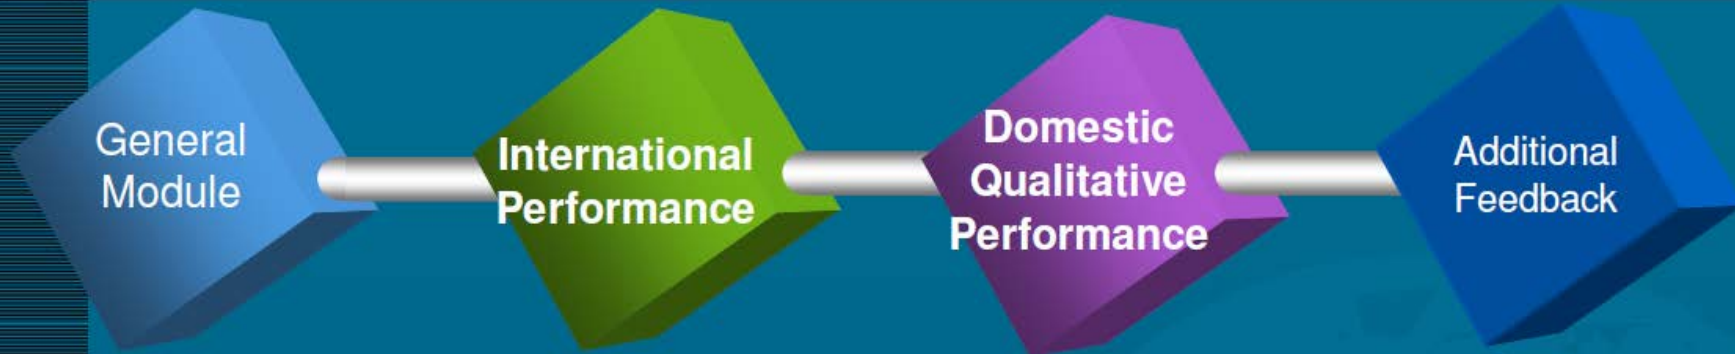 General
Module
International
Performance
Domestic
Qualitative
Performance
Additional
Feedback